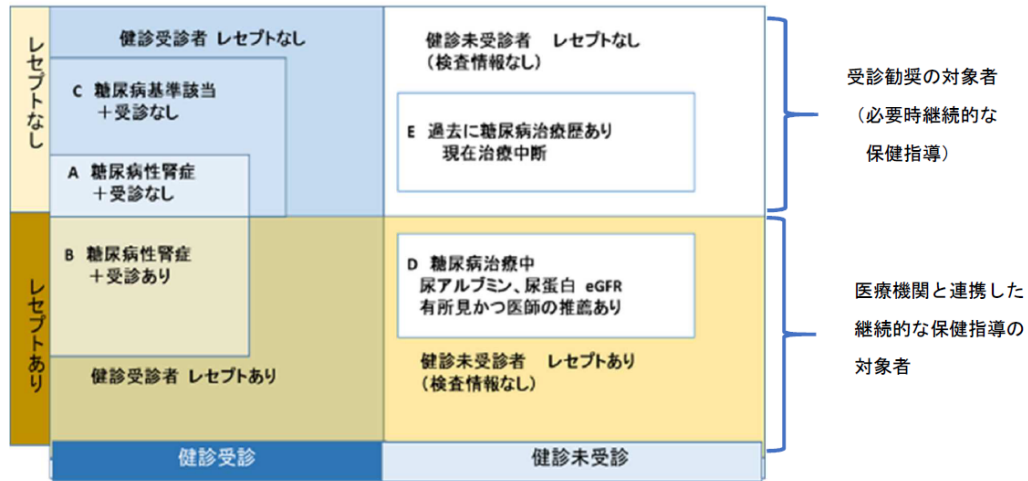 レセプトなし
健診受診者 レセプトなし
C 糖尿病基準該当
＋受診なし
A 糖尿病性腎症
＋受診なし
健診未受診者 レセプトなし
（検査情報なし）
E 過去に糖尿病治療歴あり
現在治療中断
受診勧奨の対象者
（必要時継続的な
保健指導）
レセプトあり
B 糖尿病性腎症
＋受診あり
健診受診者 レセプトあり
D 糖尿病治療中
尿アルブミン、尿蛋白 eGFR
有所見かつ医師の推薦あり
健診未受診者 レセプトあり
（検査情報なし）
医療機関と連携した
継続的な保健指導の
対象者
健診受診
健診未受診